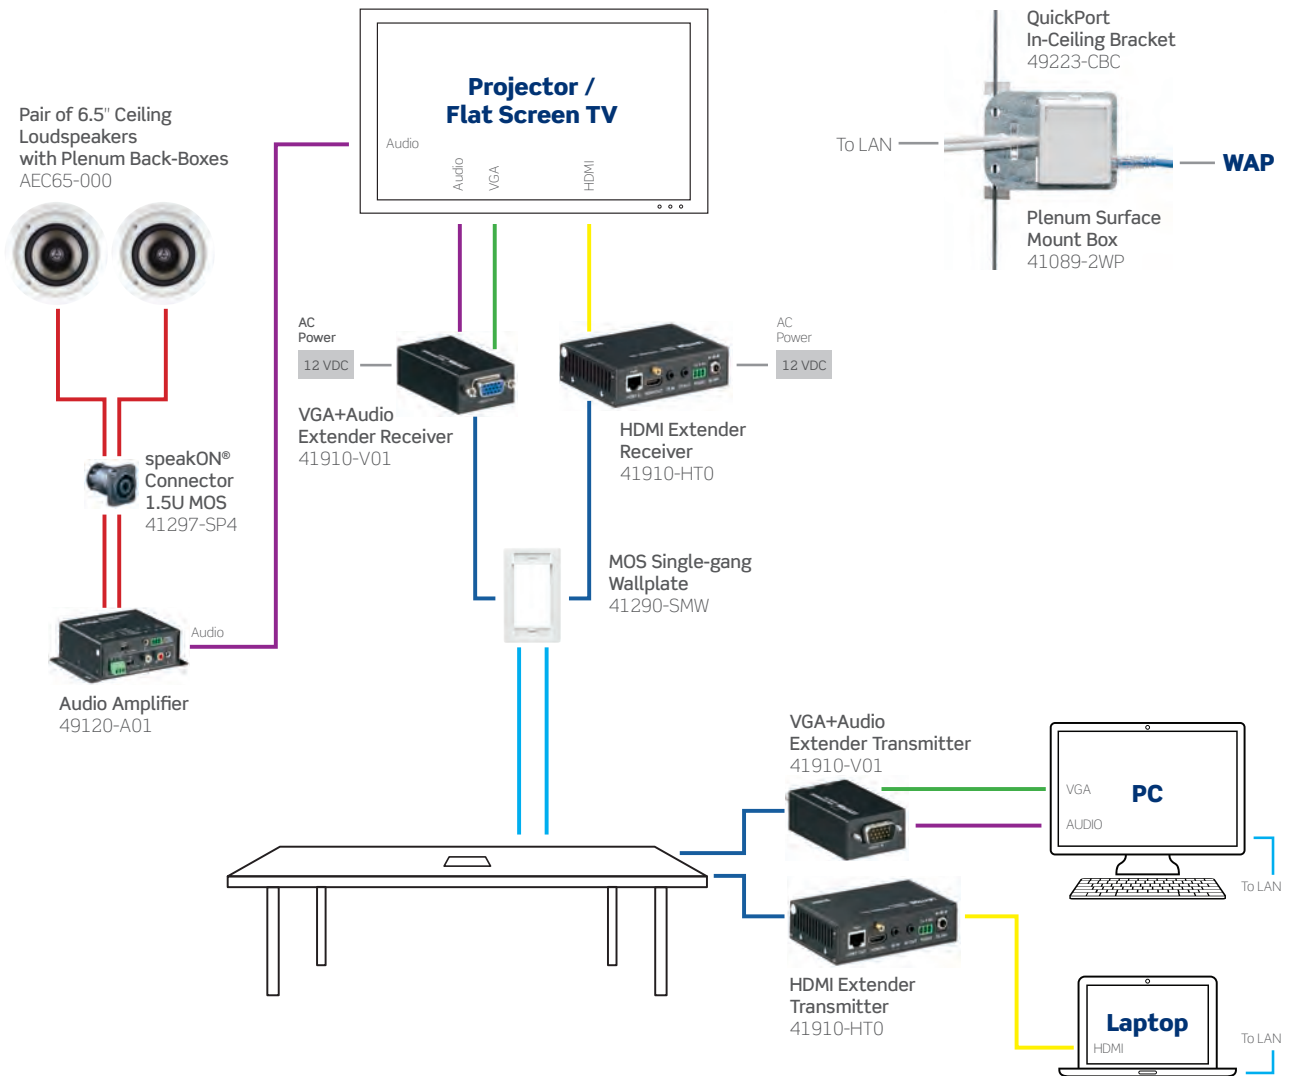 Projector /
Flat Screen TV
Audio
Audio
VGA
HDMI
QuickPort
In-Ceiling Bracket
49223-CBC
To LAN
WAP
Plenum Surface
Mount Box
41089-2WP
Pair of 6.5" Ceiling
Loudspeakers
with Plenum Back-Boxes
AEC65-000
AC
Power
12 VDC
VGA+Audio
Extender Receiver
41910-V01
AC
Power
12 VDC
HDMI Extender
Receiver
41910-HT0
speakON®
Connector
1.5U MOS
41297-SP4
MOS Single-gang
Wallplate
41290-SMW
Audio
Audio Amplifier
49120-A01
VGA+Audio
Extender Transmitter
41910-V01
VGA
PC
AUDIO
To LAN
HDMI Extender
Transmitter
41910-HT0
Laptop
HDMI
To LAN